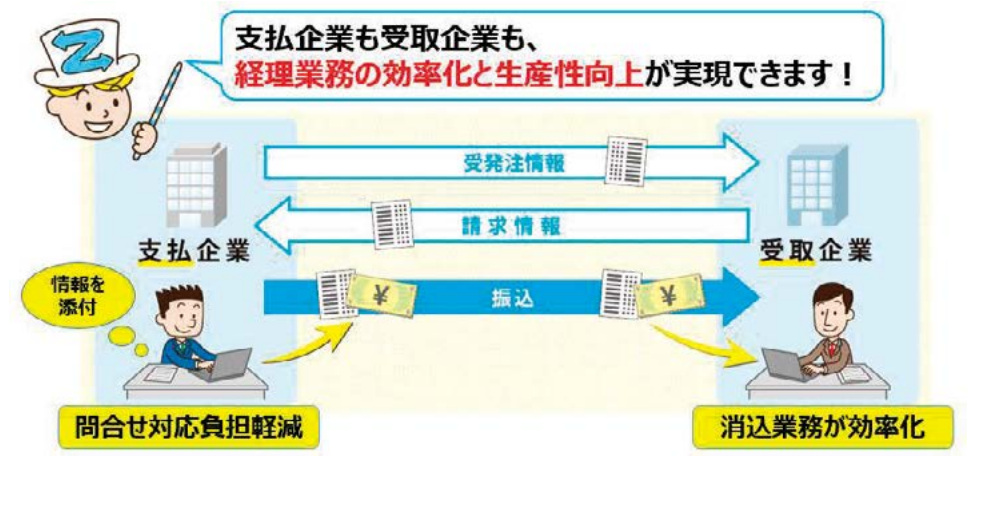 Z
支払企業も受取企業も、
経理業務の効率化と生産性向上が実現できます！
受発注情報
請求情報
支払企業
受取企業
情報を
添付
¥
振込
¥
問合せ対応負担軽減
消込業務が効率化